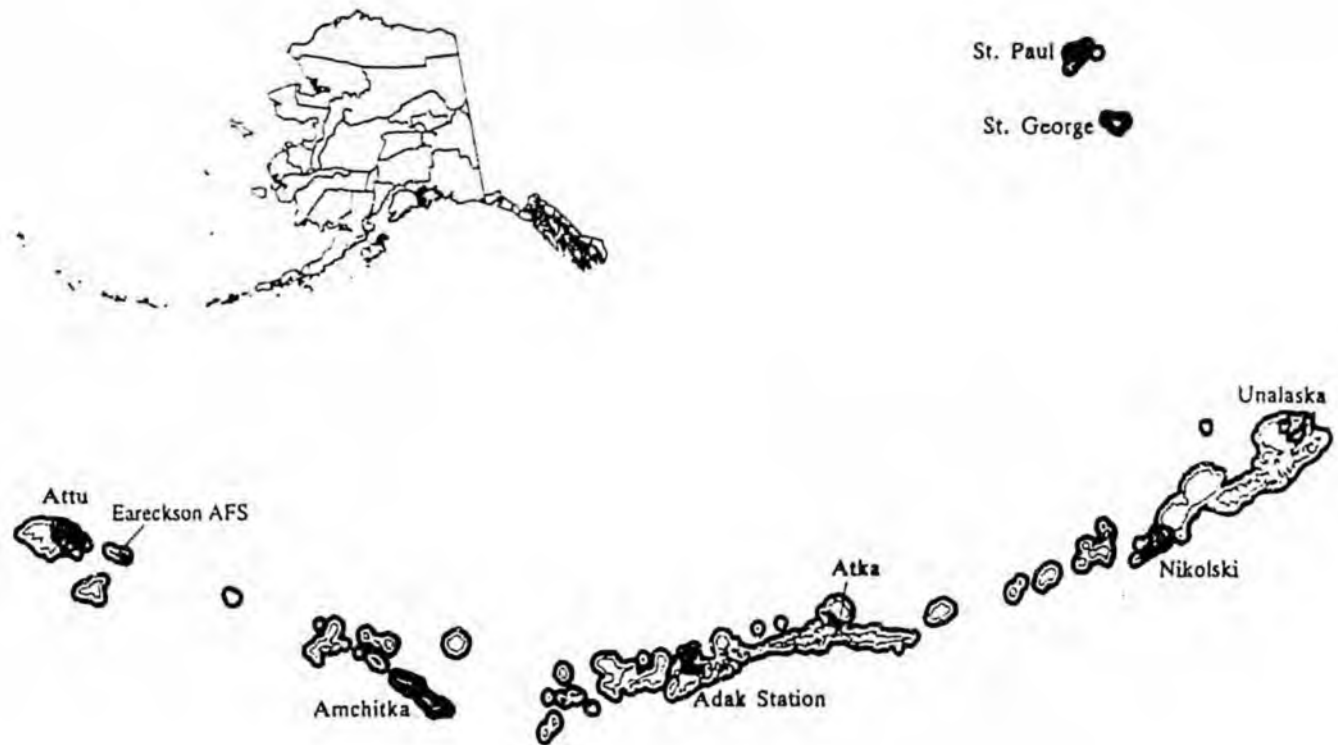 St. Paul
St. George
Unalaska
Attu
Eareckson AFS
Atka
Nikolski
Amchitka
Adak Station